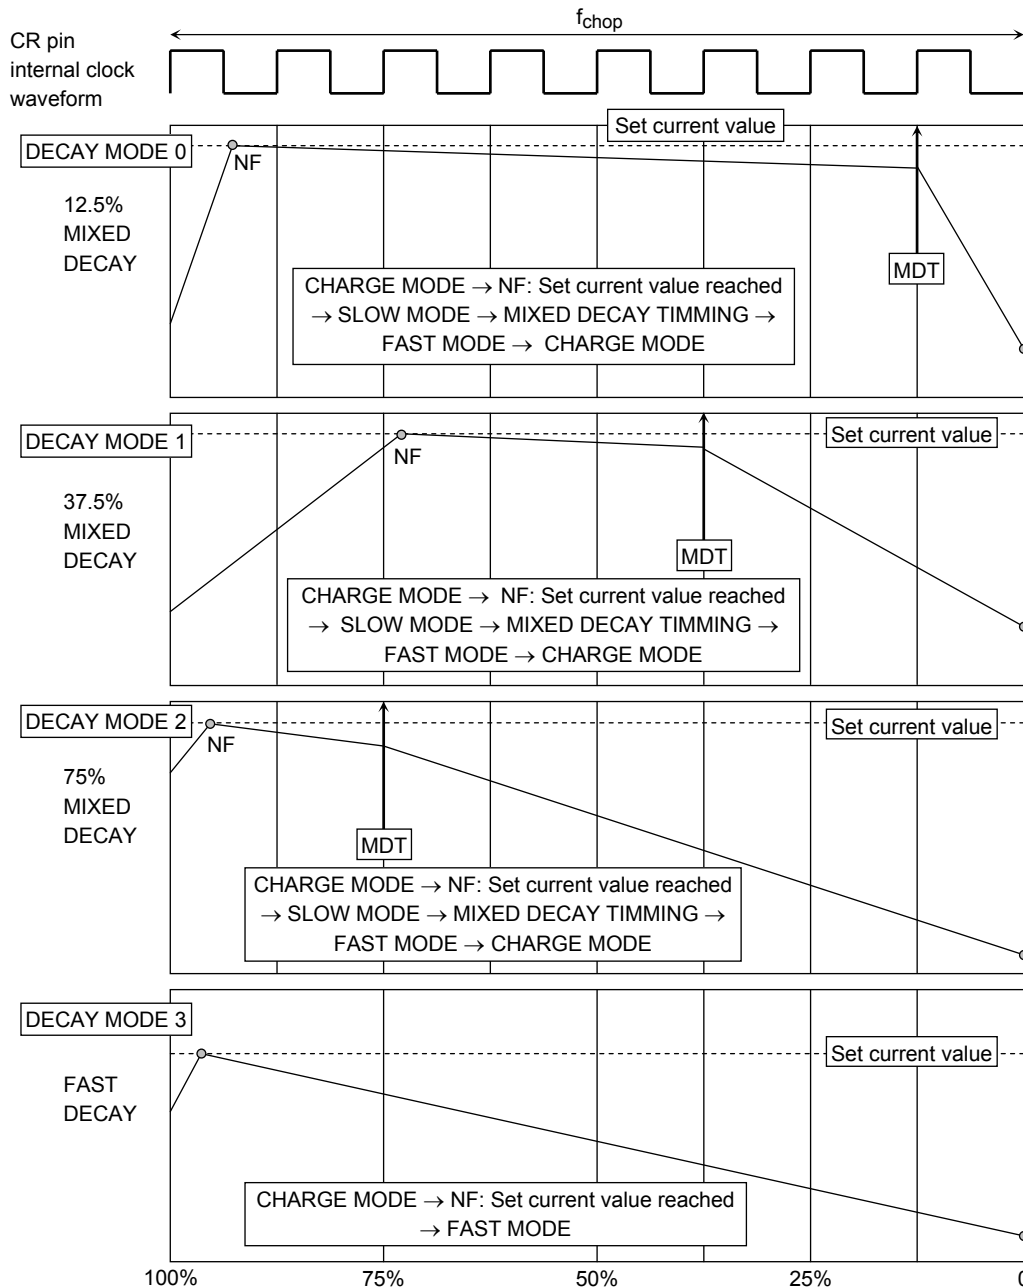 fchop
CR pin
internal clock
waveform
Set current value
DECAY MODE 0
NF
12.5%
MIXED
DECAY
MDT
CHARGE MODE → NF: Set current value reached
→ SLOW MODE → MIXED DECAY TIMMING →
FAST MODE → CHARGE MODE
DECAY MODE 1
Set current value
NF
37.5%
MIXED
DECAY
MDT
CHARGE MODE → NF: Set current value reached
→ SLOW MODE → MIXED DECAY TIMMING →
FAST MODE → CHARGE MODE
DECAY MODE 2
Set current value
NF
75%
MIXED
DECAY
MDT
CHARGE MODE → NF: Set current value reached
→ SLOW MODE → MIXED DECAY TIMMING →
FAST MODE → CHARGE MODE
DECAY MODE 3
Set current value
FAST
DECAY
CHARGE MODE → NF: Set current value reached
→ FAST MODE
100% 75% 50% 25%